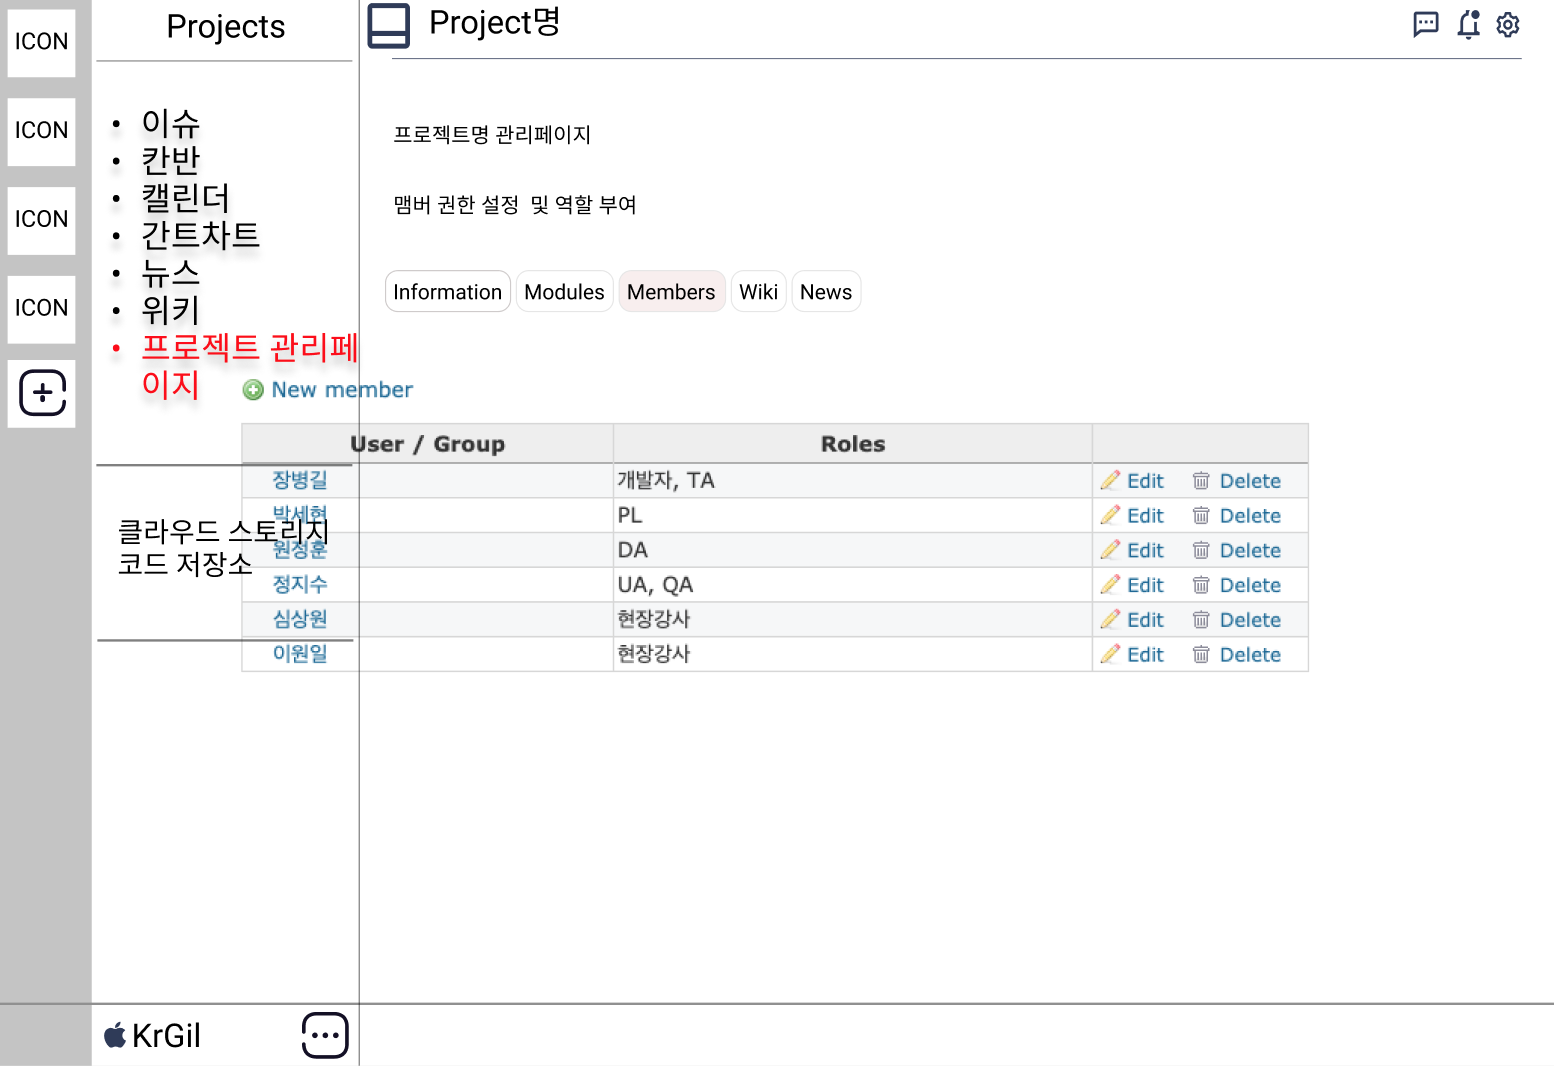 ICON
ICON
ICON
ICON
Projects
• 이슈
• 칸반
• 캘린더
• 간트차트
• 뉴스
• 위키
• 프로젝트 관리페
이지
클라우드 스토리지
코드 저장소
KrGil
Project명
프로젝트명 관리페이지
맴버 권한 설정 및 역할 부여
Information Modules Members Wiki News
New member
User / Group Roles
장병길 개발자, TA Edit Delete
박세현 PL Edit Delete
원정훈 DA Edit Delete
정지수 UA, QA Edit Delete
심상원 현장강사 Edit Delete
이원일 현장강사 Edit Delete